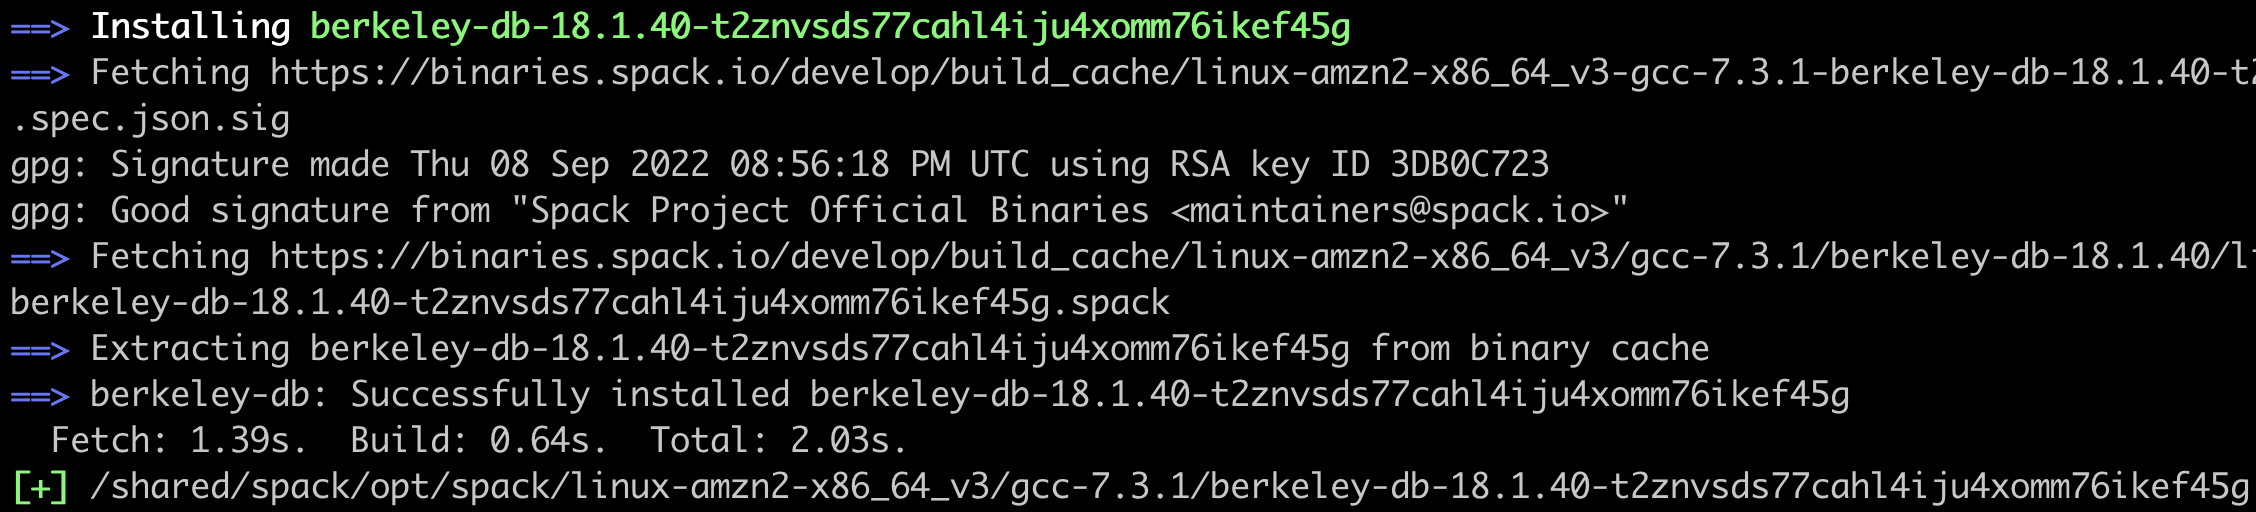 ==> Installing berkeley-db-18.1.40-t2znvsds77cahl4iju4xomm76ikef45g
==> Fetching https://binaries.spack.io/develop/build_cache/linux-amzn2-x86_64_v3-gcc-7.3.1-berkeley-db-18.1.40-t2
.spec.json.sig
gpg: Signature made Thu 08 Sep 2022 08:56:18 PM UTC using RSA key ID 3DB0C723
gpg: Good signature from "Spack Project Official Binaries <maintainers@spack.io>"
==> Fetching https://binaries.spack.io/develop/build_cache/linux-amzn2-x86_64_v3/gcc-7.3.1/berkeley-db-18.1.40/li
berkeley-db-18.1.40-t2znvsds77cahl4iju4xomm76ikef45g.spack
==> Extracting berkeley-db-18.1.40-t2znvsds77cahl4iju4xomm76ikef45g from binary cache
==> berkeley-db: Successfully installed berkeley-db-18.1.40-t2znvsds77cahl4iju4xomm76ikef45g
  Fetch: 1.39s.  Build: 0.64s.  Total: 2.03s.
[+] /shared/spack/opt/spack/linux-amzn2-x86_64_v3/gcc-7.3.1/berkeley-db-18.1.40-t2znvsds77cahl4iju4xomm76ikef45g